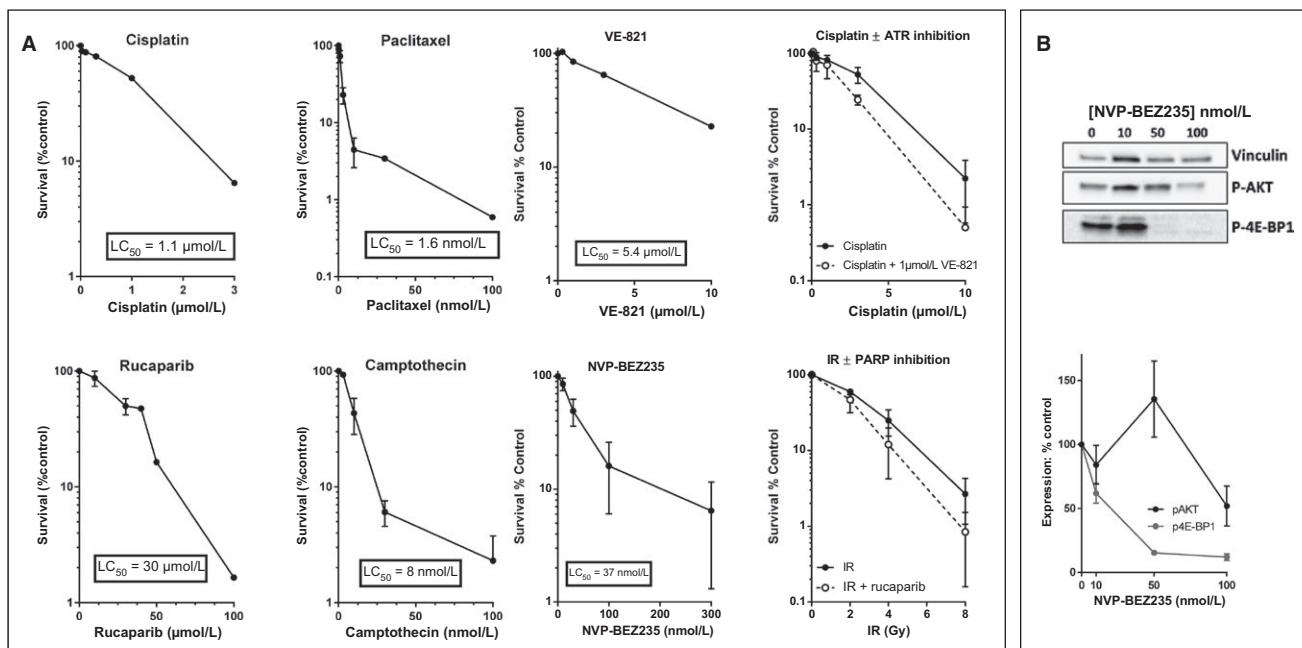 A
Cisplatin
Survival (%control)
100
10
1
0
1
2
3
LC50 = 1.1 µmol/L
Cisplatin (µmol/L)
Paclitaxel
Survival (%control)
100
10
1
0.1
0
50
100
LC50 = 1.6 nmol/L
Paclitaxel (nmol/L)
VE-821
Survival % Control
100
10
1
0
5
10
LC50 = 5.4 µmol/L
VE-821 (µmol/L)
Cisplatin ± ATR inhibition
Survival % Control
100
10
1
0.1
0
5
10
Cisplatin
Cisplatin + 1µmol/L VE-821
Cisplatin (µmol/L)
Rucaparib
Survival (%control)
100
10
1
0
20
40
60
80
100
LC50 = 30 µmol/L
Rucaparib (µmol/L)
Camptothecin
Survival (%control)
100
10
1
0
50
100
LC50 = 8 nmol/L
Camptothecin (nmol/L)
NVP-BEZ235
Survival % Control
100
10
1
0
100
200
300
LC50 = 37 nmol/L
NVP-BEZ235 (nmol/L)
IR ± PARP inhibition
Survival % Control
100
10
1
0.1
0
2
4
6
8
IR
IR + rucaparib
IR (Gy)
B
[NVP-BEZ235] nmol/L
0 10 50 100
Vinculin
P-AKT
P-4E-BP1
Expression: % control
150
100
50
0
0 10
50
100
pAKT
p4E-BP1
NVP-BEZ235 (nmol/L)